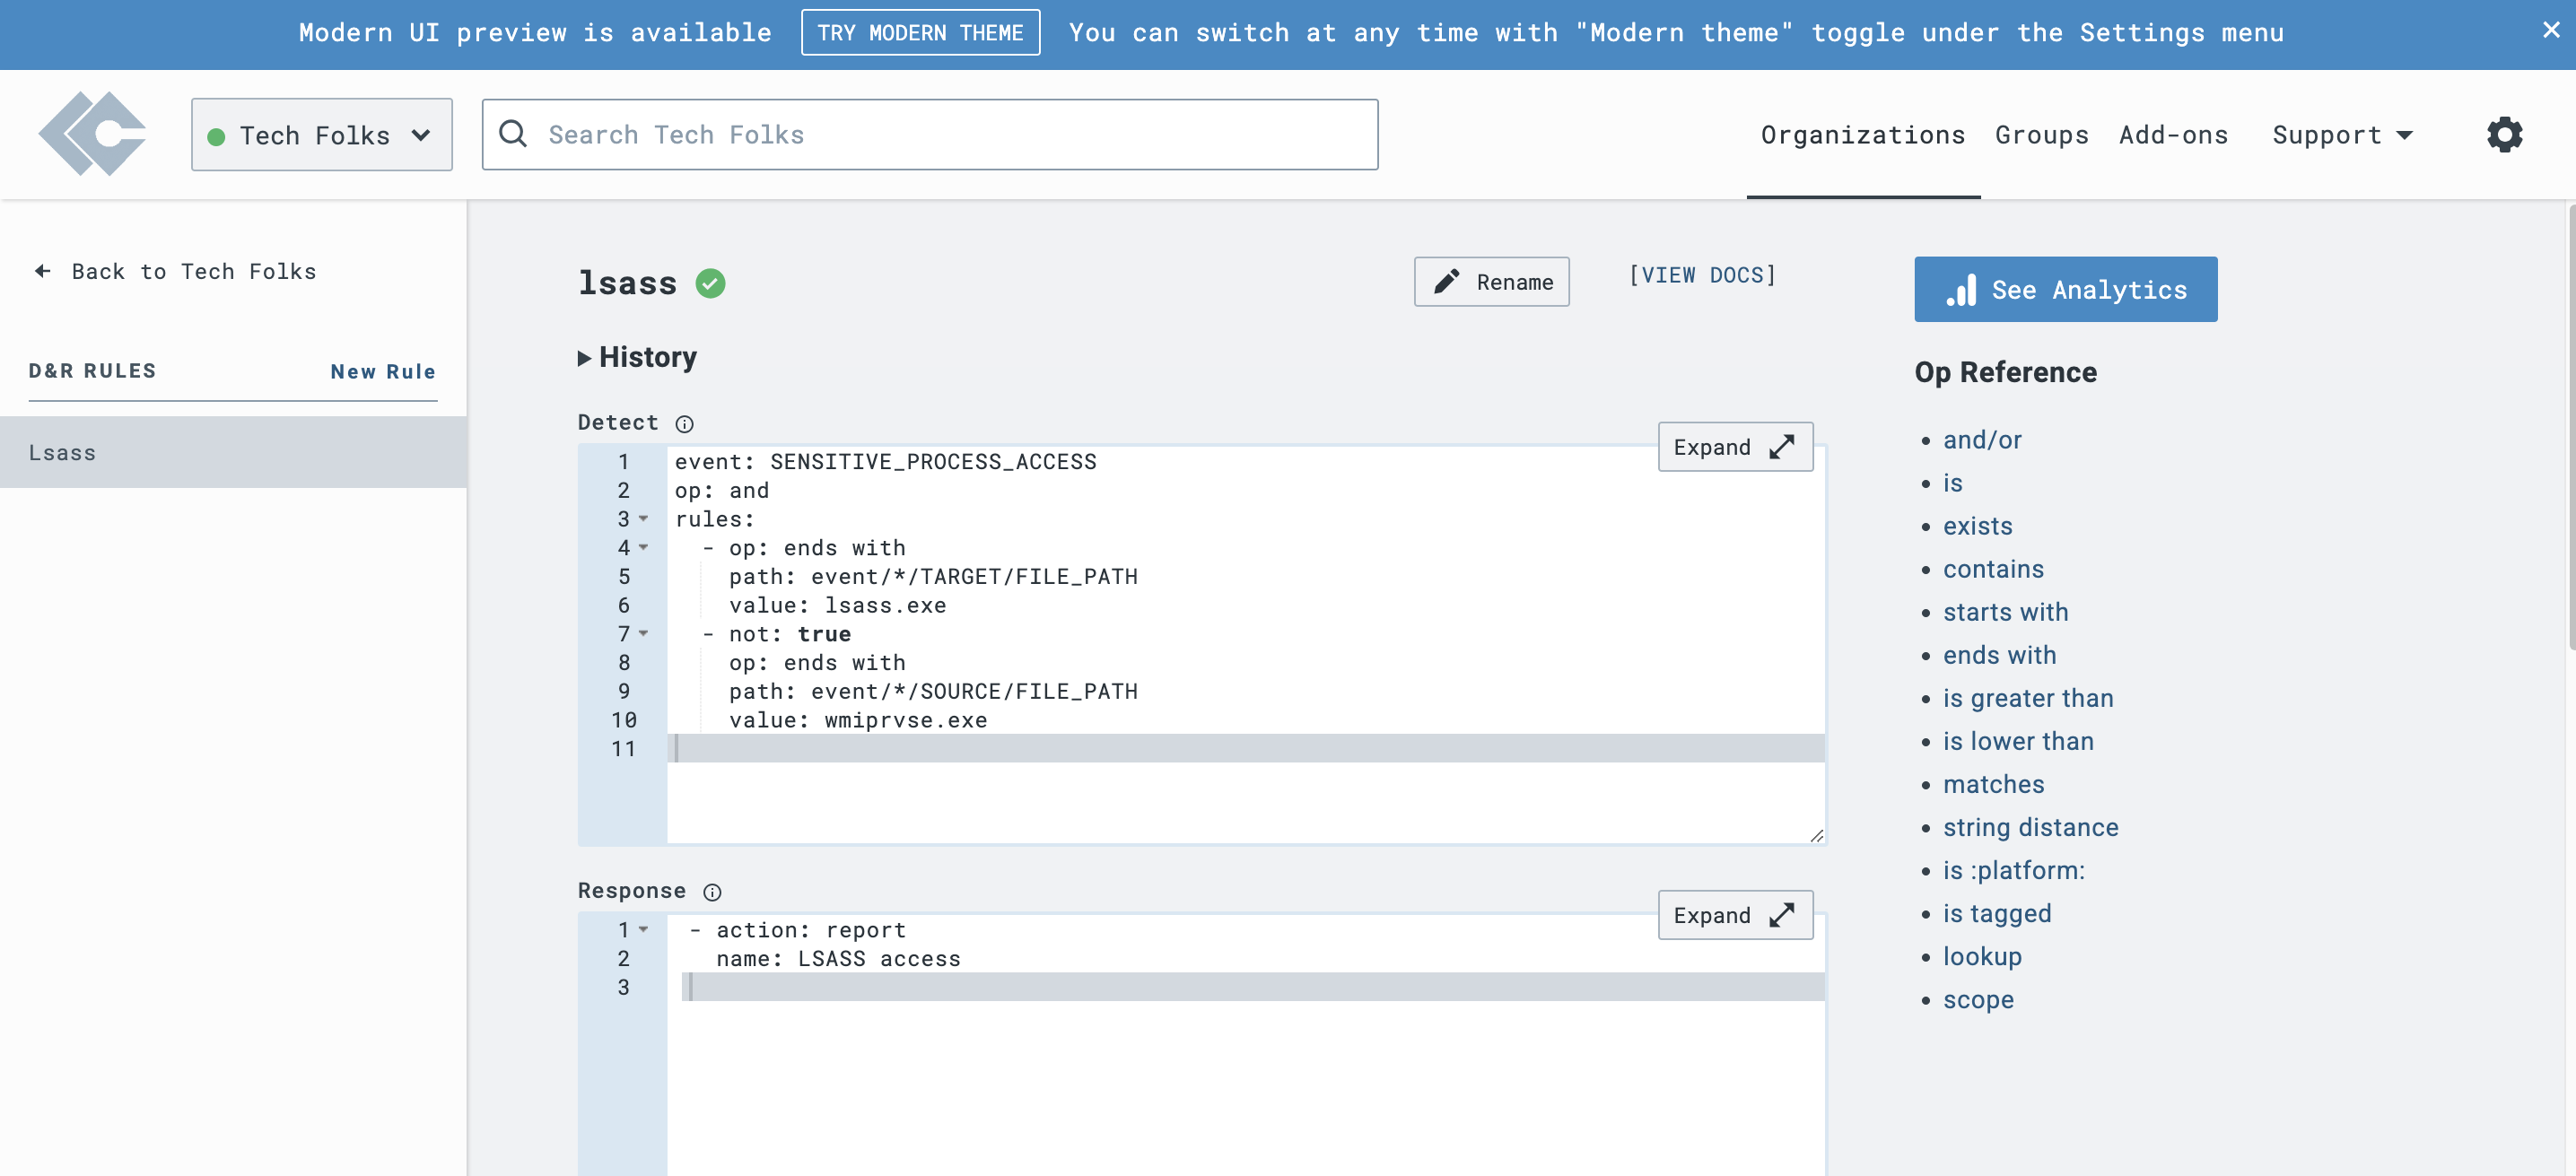 Modern UI preview is available TRY MODERN THEME You can switch at any time with "Modern theme" toggle under the Settings menu
Tech Folks
Search Tech Folks
Organizations Groups Add-ons Support
Back to Tech Folks
D&R RULES New Rule
Lsass
lsass
Rename
[VIEW DOCS]
See Analytics
History
Detect
Expand
1 event: SENSITIVE_PROCESS_ACCESS
2 op: and
3 rules:
4 - op: ends with
5 path: event/*/TARGET/FILE_PATH
6 value: lsass.exe
7 - not: true
8 op: ends with
9 path: event/*/SOURCE/FILE_PATH
10 value: wmiprvse.exe
11
Response
Expand
1 - action: report
2 name: LSASS access
3
Op Reference
and/or
is
exists
contains
starts with
ends with
is greater than
is lower than
matches
string distance
is :platform:
is tagged
lookup
scope